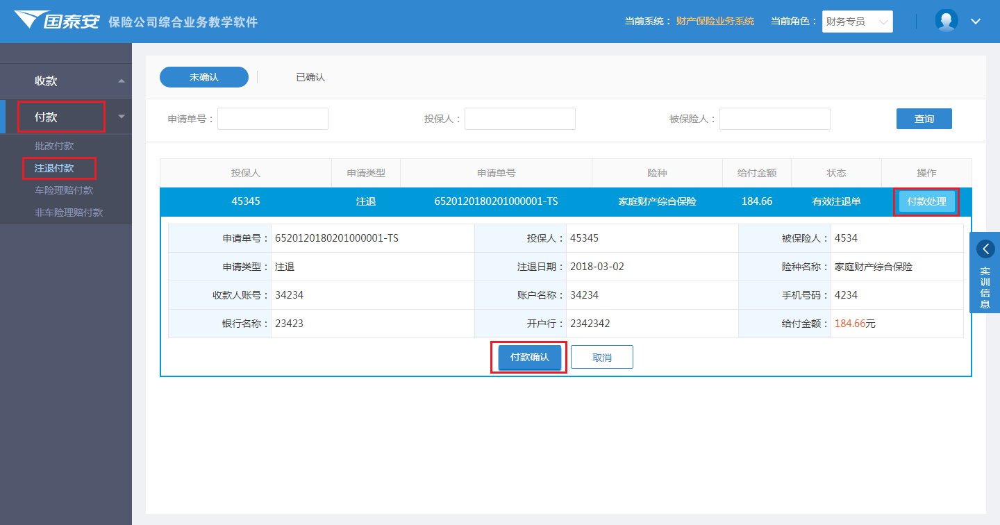 国泰安 保险公司综合业务教学软件
当前系统： 财产保险业务系统 当前角色： 财务专员
收款
付款
批改付款
注退付款
车险理赔付款
非车险理赔付款
未确认 已确认
申请单号： 投保人： 被保险人： 查询
投保人 申请类型 申请单号 险种 给付金额 状态 操作
45345 注退 6520120180201000001-TS 家庭财产综合保险 184.66 有效注退单 付款处理
申请单号： 6520120180201000001-TS 投保人： 45345 被保险人： 4534
申请类型： 注退 注退日期： 2018-03-02 险种名称： 家庭财产综合保险
收款人账号： 34234 账户名称： 34234 手机号码： 4234
银行名称： 23423 开户行： 2342342 给付金额： 184.66元
付款确认 取消
实训信息